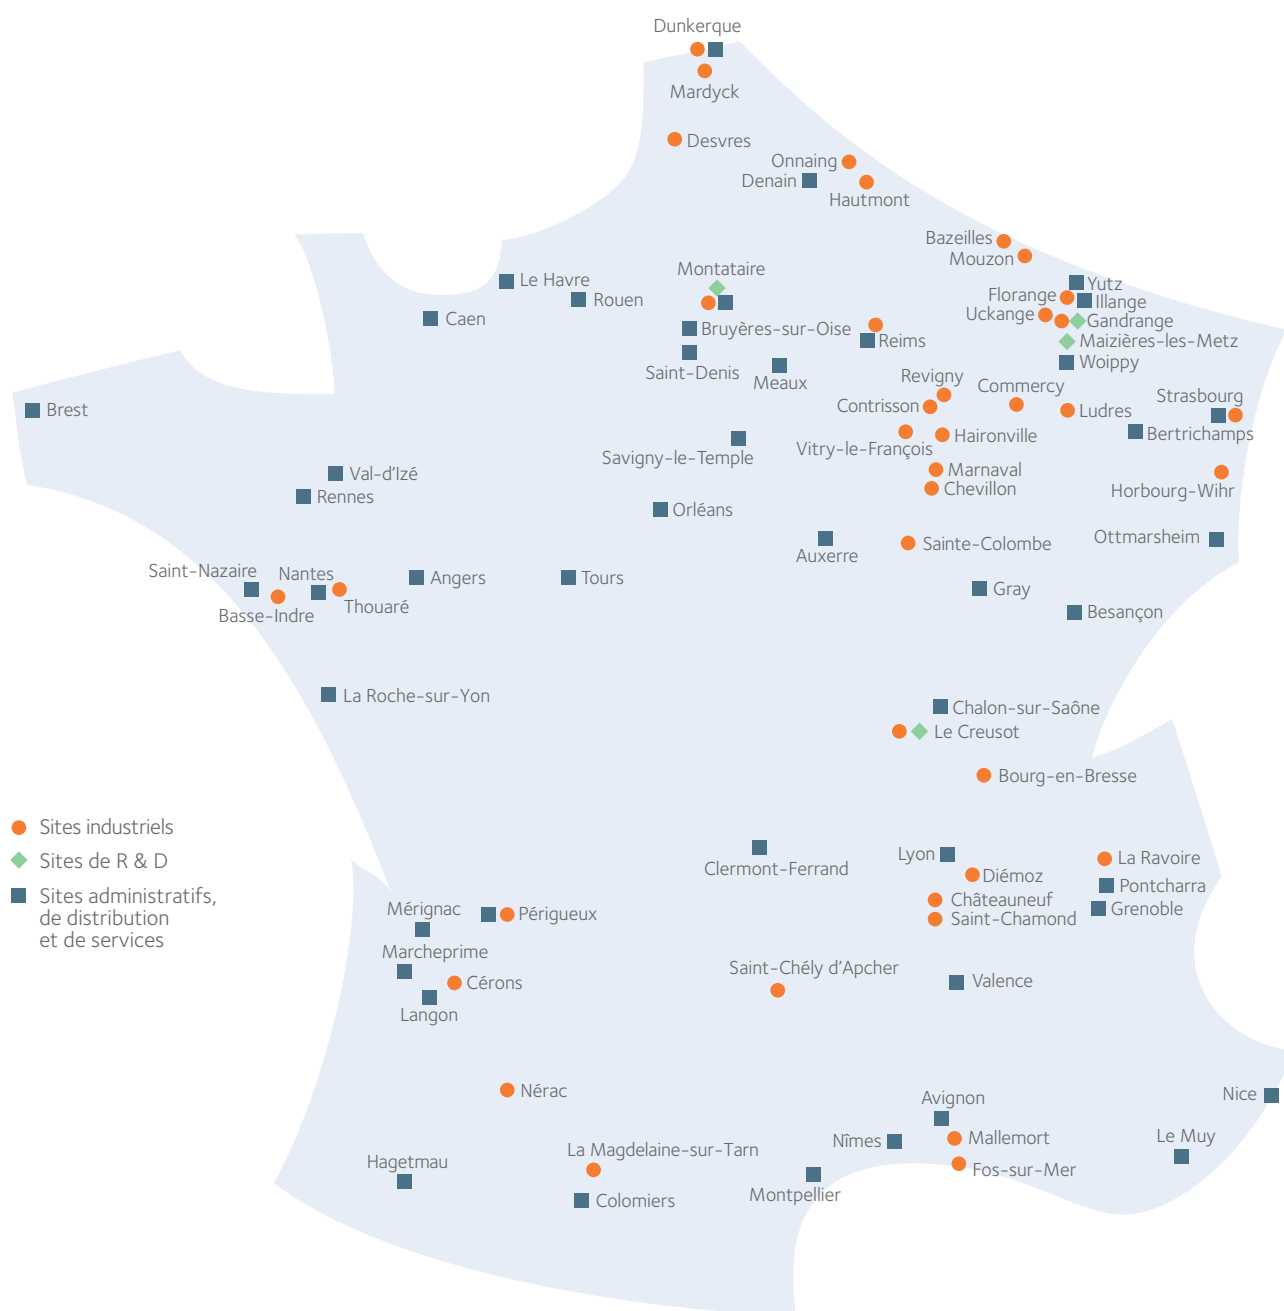 Dunkerque
Mardyck
Desvres
Onnaing
Denain
Hautmont
Bazeilles
Mouzon
Montataire
Le Havre
Yutz
Florange
Rouen
Illange
Caen
Uckange
Gandrange
Bruyères-sur-Oise
Reims
Maizières-les-Metz
Saint-Denis
Woippy
Meaux
Revigny
Commercy
Strasbourg
Brest
Contrisson
Ludres
Bertrichamps
Vitry-le-François
Haironville
Savigny-le-Temple
Val-d'Izé
Marnaval
Rennes
Chevillon
Horbourg-Wihr
Orléans
Ottmarsheim
Auxerre
Sainte-Colombe
Saint-Nazaire
Nantes
Angers
Tours
Gray
Basse-Indre
Thouaré
Besançon
La Roche-sur-Yon
Chalon-sur-Saône
Le Creusot
Bourg-en-Bresse
Sites industriels
Sites de R & D
Sites administratifs,
de distribution
et de services
Clermont-Ferrand
Lyon
La Ravoire
Diémoz
Pontcharra
Châteauneuf
Grenoble
Saint-Chamond
Mérignac
Périgueux
Marcheprime
Cérons
Langon
Saint-Chély d'Apcher
Valence
Nérac
Avignon
Nice
Nîmes
Mallemort
Le Muy
La Magdelaine-sur-Tarn
Hagetmau
Fos-sur-Mer
Colomiers
Montpellier